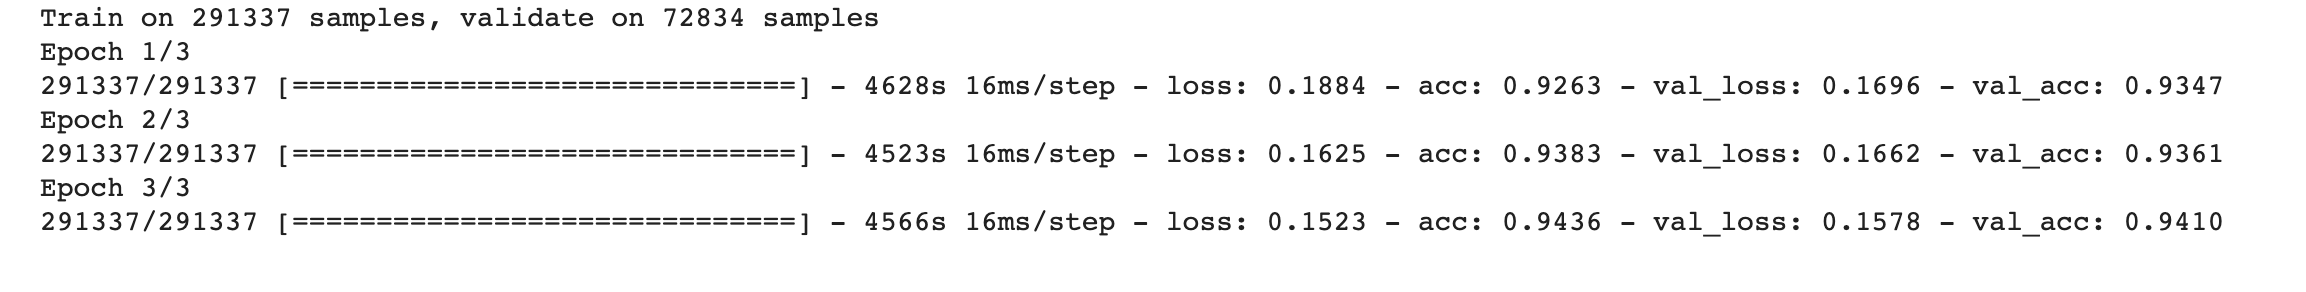 Train on 291337 samples, validate on 72834 samples
Epoch 1/3
291337/291337 [==============================] - 4628s 16ms/step - loss: 0.1884 - acc: 0.9263 - val_loss: 0.1696 - val_acc: 0.9347
Epoch 2/3
291337/291337 [==============================] - 4523s 16ms/step - loss: 0.1625 - acc: 0.9383 - val_loss: 0.1662 - val_acc: 0.9361
Epoch 3/3
291337/291337 [==============================] - 4566s 16ms/step - loss: 0.1523 - acc: 0.9436 - val_loss: 0.1578 - val_acc: 0.9410